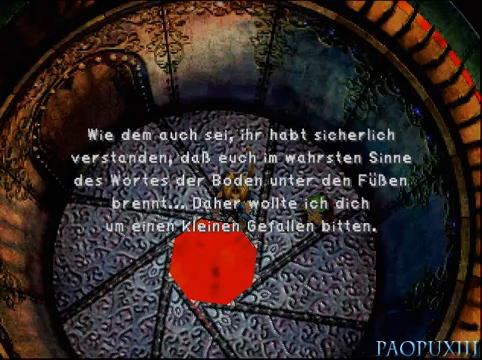 Wie dem auch sei, ihr habt sicherlich
verstanden, daß euch im wahrsten Sinne
des Wortes der Boden unter den Füßen
brennt... Daher wollte ich dich
um einen kleinen Gefallen bitten.
PAOPUXIII